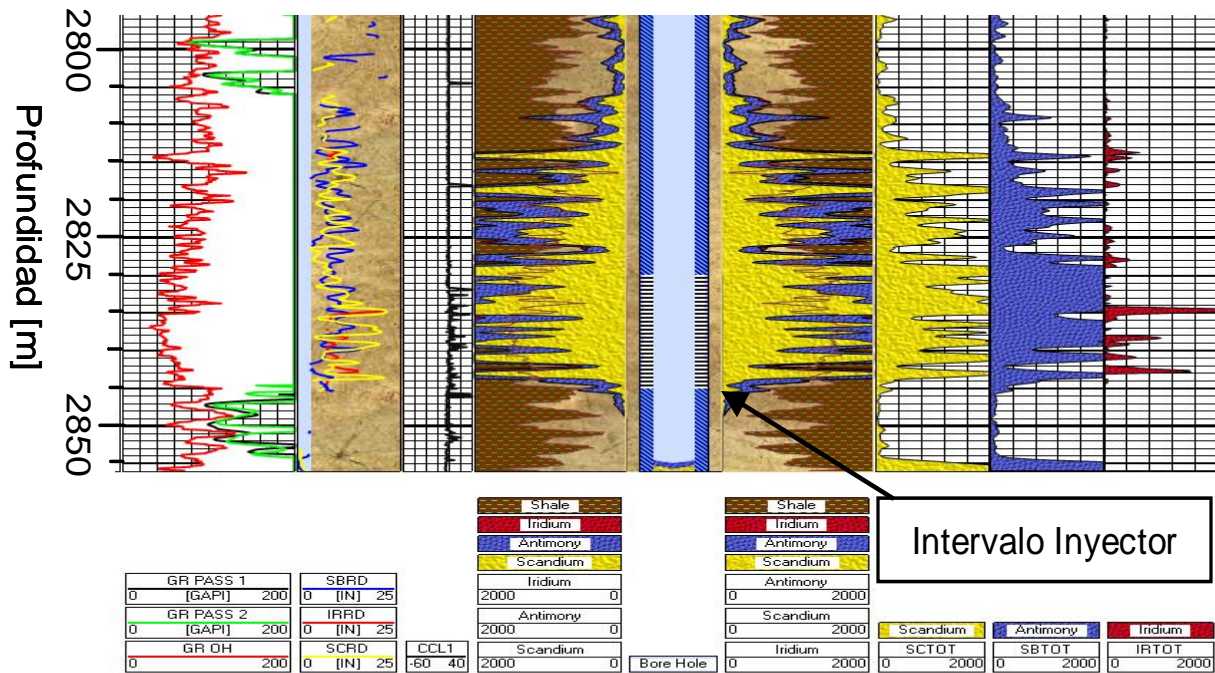 Profundidad [m]
2800
2825
2850
Intervalo Inyector
GR PASS 1
0 [GAPI] 200
GR PASS 2
0 [GAPI] 200
GR OH
0 200
SBRD
0 [IN] 25
IRRD
0 [IN] 25
SCRD
0 [IN] 25
CCL1
-60 40
Shale
Iridium
Antimony
Scandium
Iridium
2000 0
Antimony
2000 0
Scandium
2000 0
Bore Hole
Shale
Iridium
Antimony
Scandium
Antimony
0 2000
Scandium
0 2000
Iridium
0 2000
Scandium
SCTOT
0 2000
Antimony
SBTOT
0 2000
Iridium
IRTOT
0 2000